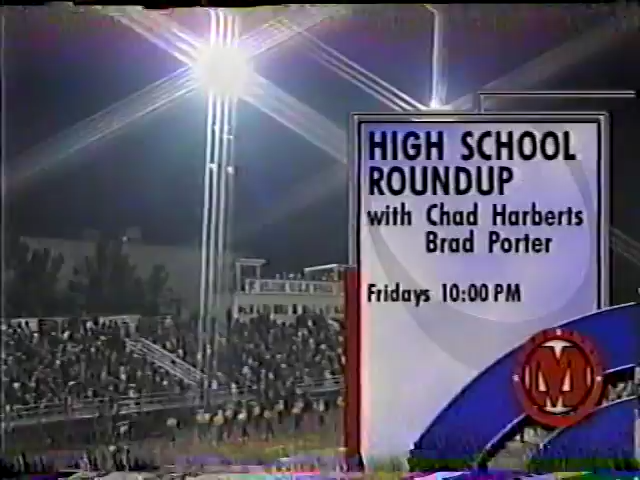 HIGH SCHOOL
ROUNDUP
with Chad Harberts
Brad Porter
Fridays 10:00 PM
M